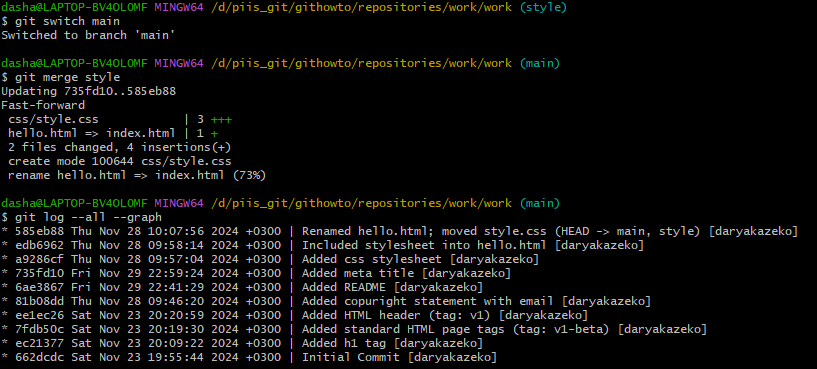 dasha@LAPTOP-BV4OL0MF MINGW64 /d/piis_git/githowto/repositories/work/work (style)
$ git switch main
Switched to branch 'main'
dasha@LAPTOP-BV4OL0MF MINGW64 /d/piis_git/githowto/repositories/work/work (main)
$ git merge style
Updating 735fd10..585eb88
Fast-forward
css/style.css | 3 +++
hello.html => index.html | 1 +
2 files changed, 4 insertions(+)
create mode 100644 css/style.css
rename hello.html => index.html (73%)
dasha@LAPTOP-BV4OL0MF MINGW64 /d/piis_git/githowto/repositories/work/work (main)
$ git log --all --graph
* 585eb88 Thu Nov 28 10:07:56 2024 +0300 | Renamed hello.html; moved style.css (HEAD -> main, style) [daryakazeko]
* edb6962 Thu Nov 28 09:58:14 2024 +0300 | Included stylesheet into hello.html [daryakazeko]
* a9286cf Thu Nov 28 09:57:04 2024 +0300 | Added css stylesheet [daryakazeko]
* 735fd10 Fri Nov 29 22:59:24 2024 +0300 | Added meta title [daryakazeko]
* 6ae3867 Fri Nov 29 22:41:29 2024 +0300 | Added README [daryakazeko]
* 81b08dd Thu Nov 28 09:46:20 2024 +0300 | Added copuright statement with email [daryakazeko]
* ee1ec26 Sat Nov 23 20:20:59 2024 +0300 | Added HTML header (tag: v1) [daryakazeko]
* 7fdb50c Sat Nov 23 20:19:30 2024 +0300 | Added standard HTML page tags (tag: v1-beta) [daryakazeko]
* ec21377 Sat Nov 23 20:09:22 2024 +0300 | Added h1 tag [daryakazeko]
* 662dcdc Sat Nov 23 19:55:44 2024 +0300 | Initial Commit [daryakazeko]